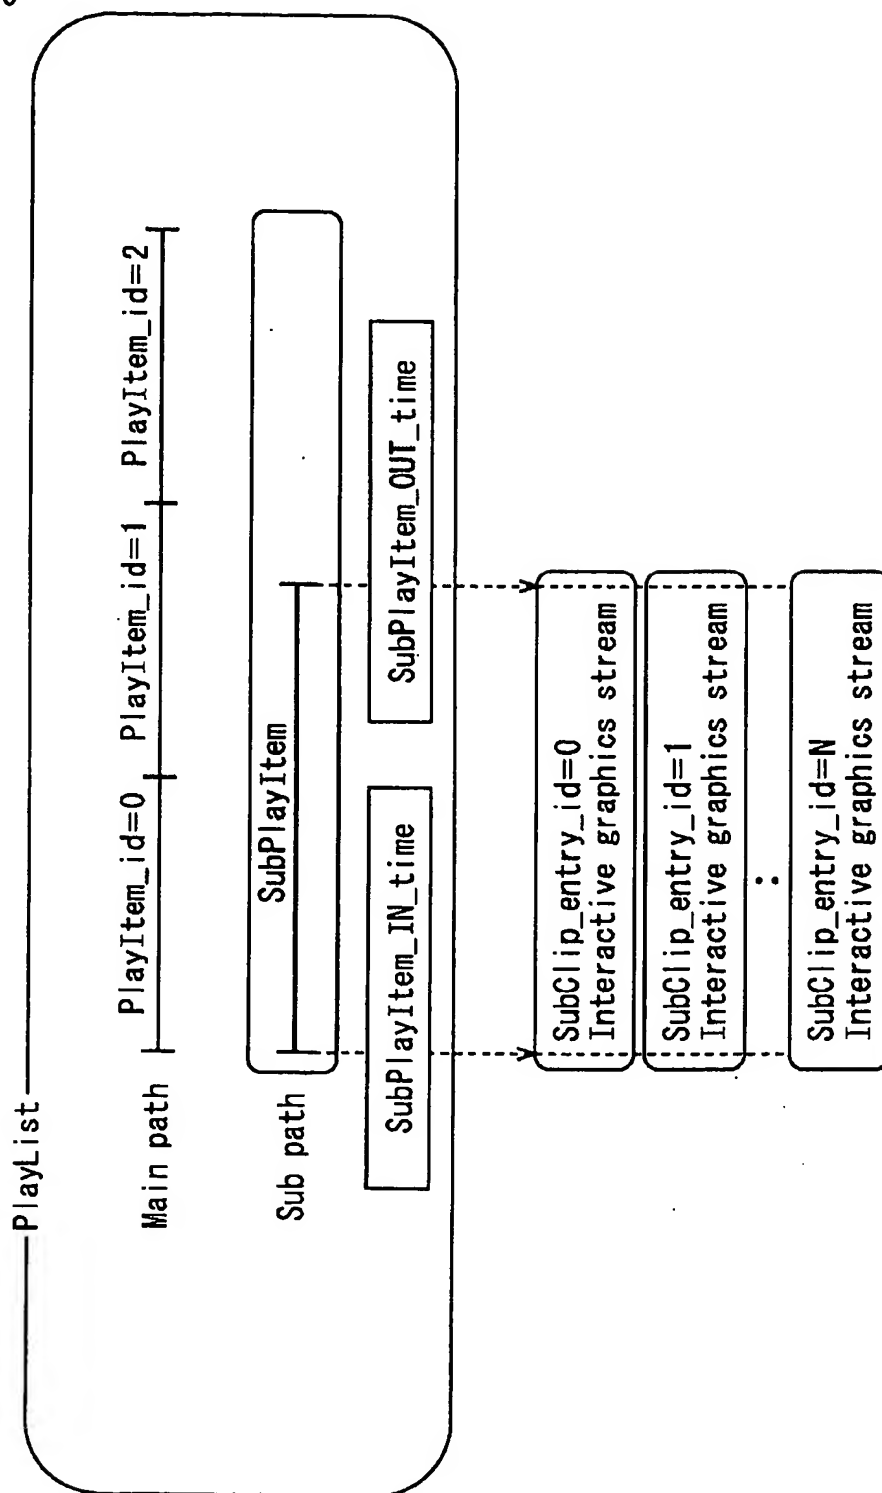 PlayList
Main path
PlayItem_id=0
PlayItem_id=1
PlayItem_id=2
Sub path
SubPlayItem
SubPlayItem_IN_time
SubPlayItem_OUT_time
SubClip_entry_id=0
Interactive graphics stream
SubClip_entry_id=1
Interactive graphics stream
SubClip_entry_id=N
Interactive graphics stream